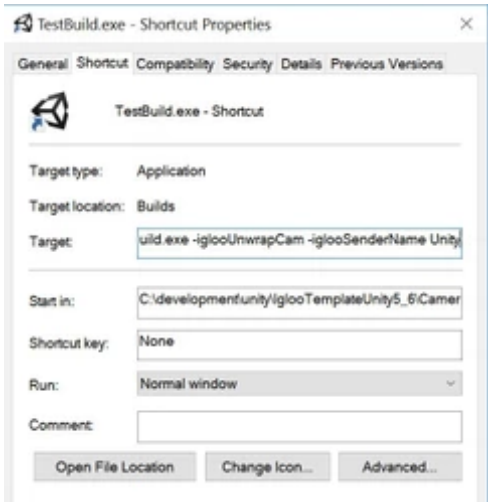 TestBuild.exe - Shortcut Properties
General Shortcut Compatibility Security Details Previous Versions
TestBuild.exe - Shortcut
Target type: Application
Target location: Builds
Target: uild.exe -iglooUnwrapCam -iglooSenderName Unity
Start in: C:\development\unity\IglooTemplateUnity5_6\Camer
Shortcut key: None
Run: Normal window
Comment:
Open File Location Change Icon... Advanced...